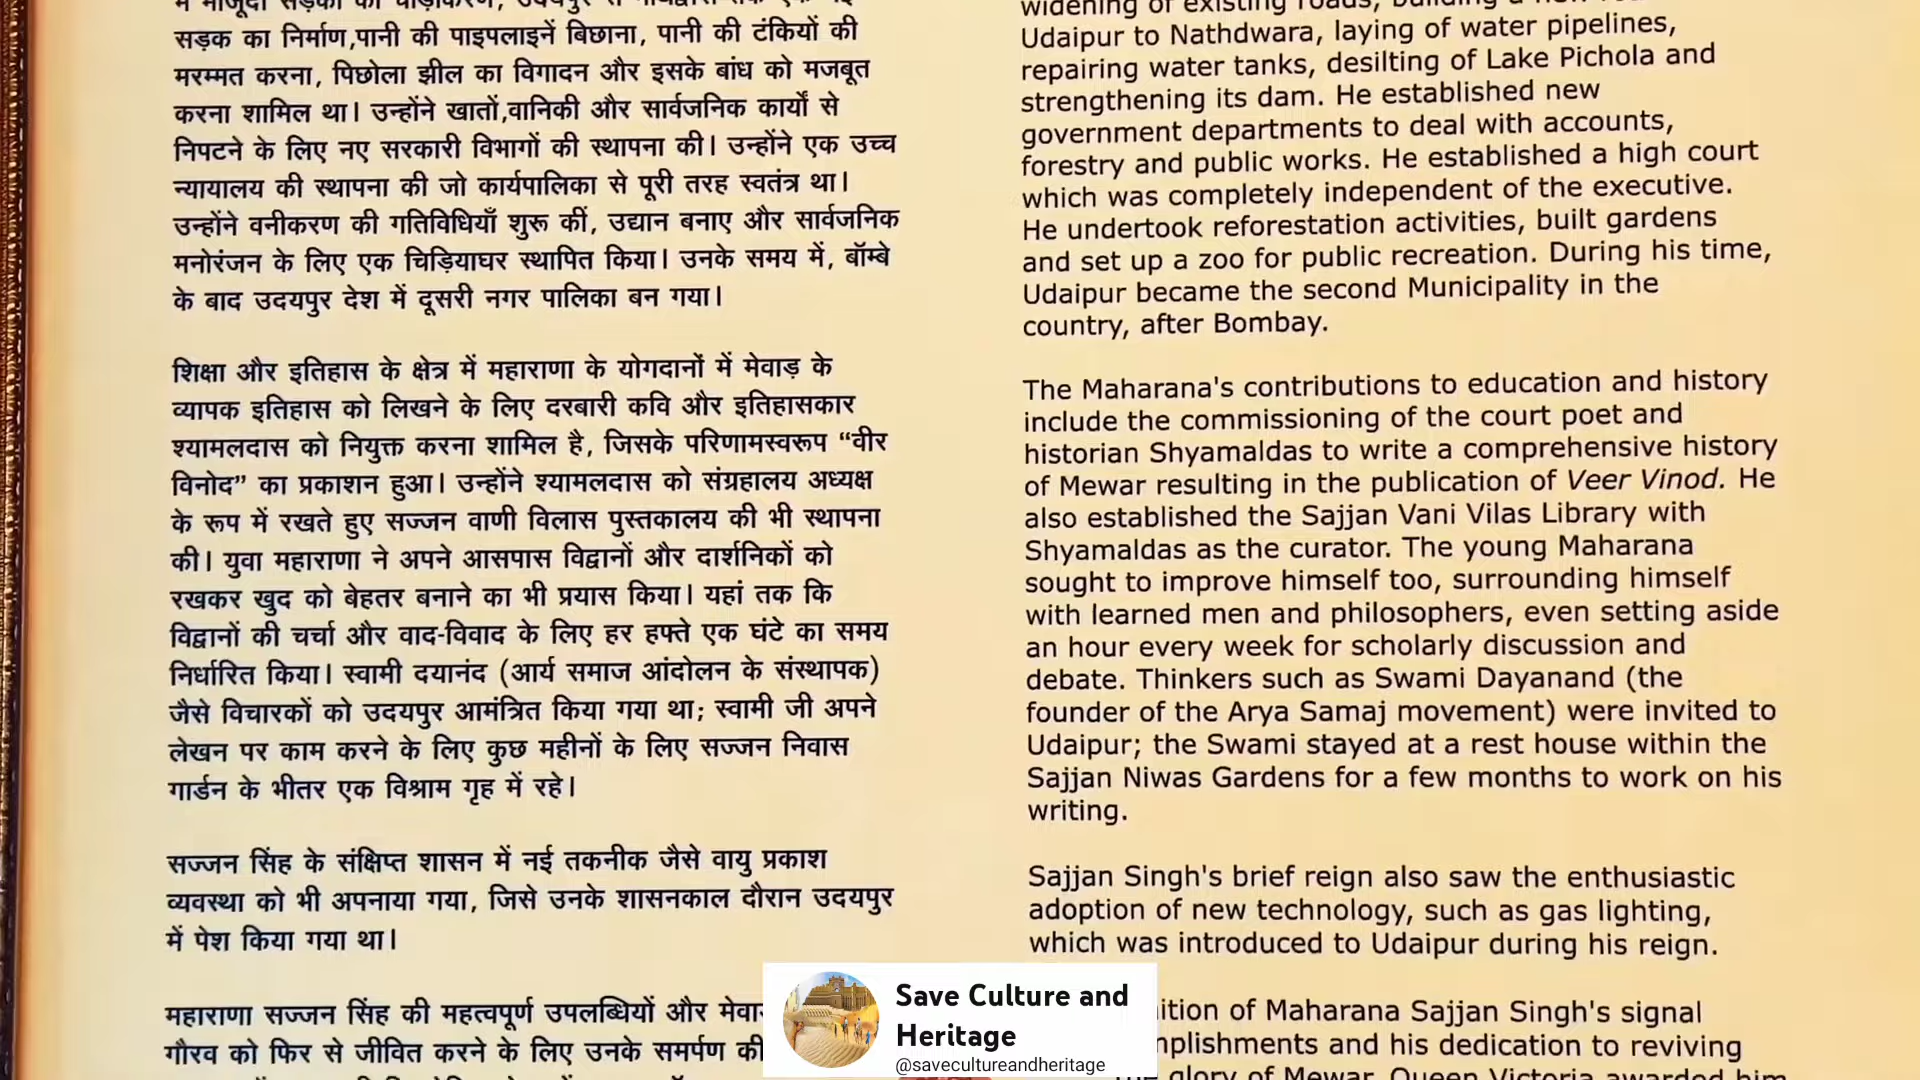 सड़क का निर्माण,पानी की पाइपलाइनें बिछाना, पानी की टंकियों की
मरम्मत करना, पिछोला झील का विगादन और इसके बांध को मजबूत
करना शामिल था। उन्होंने खातों,वानिकी और सार्वजनिक कार्यों से
निपटने के लिए नए सरकारी विभागों की स्थापना की। उन्होंने एक उच्च
न्यायालय की स्थापना की जो कार्यपालिका से पूरी तरह स्वतंत्र था।
उन्होंने वनीकरण की गतिविधियाँ शुरू कीं, उद्यान बनाए और सार्वजनिक
मनोरंजन के लिए एक चिड़ियाघर स्थापित किया। उनके समय में, बॉम्बे
के बाद उदयपुर देश में दूसरी नगर पालिका बन गया।
शिक्षा और इतिहास के क्षेत्र में महाराणा के योगदानों में मेवाड़ के
व्यापक इतिहास को लिखने के लिए दरबारी कवि और इतिहासकार
श्यामलदास को नियुक्त करना शामिल है, जिसके परिणामस्वरूप “वीर
विनोद” का प्रकाशन हुआ। उन्होंने श्यामलदास को संग्रहालय अध्यक्ष
के रूप में रखते हुए सज्जन वाणी विलास पुस्तकालय की भी स्थापना
की। युवा महाराणा ने अपने आसपास विद्वानों और दार्शनिकों को
रखकर खुद को बेहतर बनाने का भी प्रयास किया। यहां तक कि
विद्वानों की चर्चा और वाद-विवाद के लिए हर हफ्ते एक घंटे का समय
निर्धारित किया। स्वामी दयानंद (आर्य समाज आंदोलन के संस्थापक)
जैसे विचारकों को उदयपुर आमंत्रित किया गया था; स्वामी जी अपने
लेखन पर काम करने के लिए कुछ महीनों के लिए सज्जन निवास
गार्डन के भीतर एक विश्राम गृह में रहे।
सज्जन सिंह के संक्षिप्त शासन में नई तकनीक जैसे वायु प्रकाश
व्यवस्था को भी अपनाया गया, जिसे उनके शासनकाल दौरान उदयपुर
में पेश किया गया था।
महाराणा सज्जन सिंह की महत्वपूर्ण उपलब्धियों और
गौरव को फिर से जीवित करने के लिए उनके समर्पण की
widening of existing roads, building a new
Udaipur to Nathdwara, laying of water pipelines,
repairing water tanks, desilting of Lake Pichola and
strengthening its dam. He established new
government departments to deal with accounts,
forestry and public works. He established a high court
which was completely independent of the executive.
He undertook reforestation activities, built gardens
and set up a zoo for public recreation. During his time,
Udaipur became the second Municipality in the
country, after Bombay.
The Maharana's contributions to education and history
include the commissioning of the court poet and
historian Shyamaldas to write a comprehensive history
of Mewar resulting in the publication of Veer Vinod. He
also established the Sajjan Vani Vilas Library with
Shyamaldas as the curator. The young Maharana
sought to improve himself too, surrounding himself
with learned men and philosophers, even setting aside
an hour every week for scholarly discussion and
debate. Thinkers such as Swami Dayanand (the
founder of the Arya Samaj movement) were invited to
Udaipur; the Swami stayed at a rest house within the
Sajjan Niwas Gardens for a few months to work on his
writing.
Sajjan Singh's brief reign also saw the enthusiastic
adoption of new technology, such as gas lighting,
which was introduced to Udaipur during his reign.
of Maharana Sajjan Singh's signal
and his dedication to reviving
glory of Mewar, Queen Victoria awarded him
Save Culture and
Heritage
@savecultureandheritage